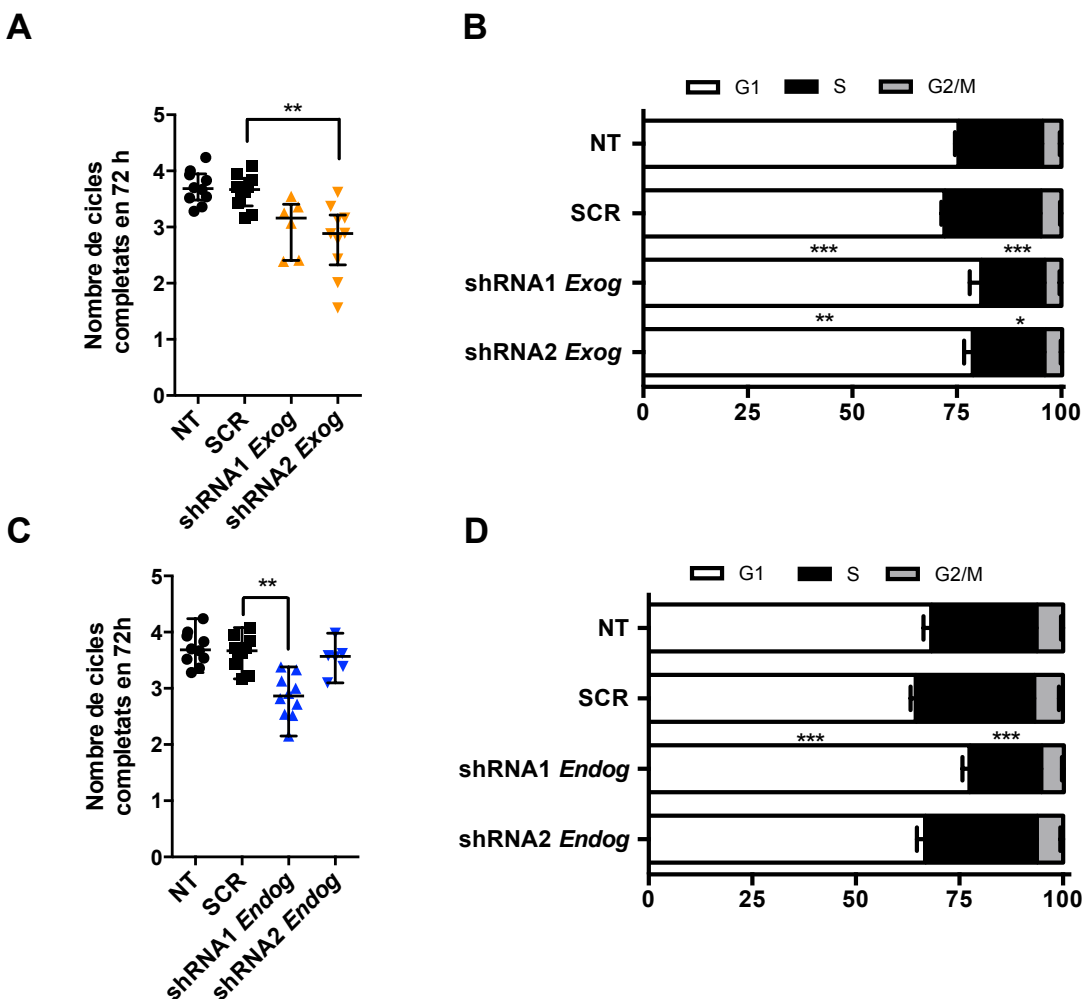 A
Nombre de cicles
completats en 72 h
5
4
3
2
1
0
**
NT
SCR
shRNA1 Exog
shRNA2 Exog
B
G1 S G2/M
NT
SCR
*** ***
shRNA1 Exog
** *
shRNA2 Exog
0 25 50 75 100
C
Nombre de cicles
completats en 72h
5
4
3
2
1
0
**
NT
SCR
shRNA1 Endog
shRNA2 Endog
D
G1 S G2/M
NT
SCR
*** ***
shRNA1 Endog
shRNA2 Endog
0 25 50 75 100